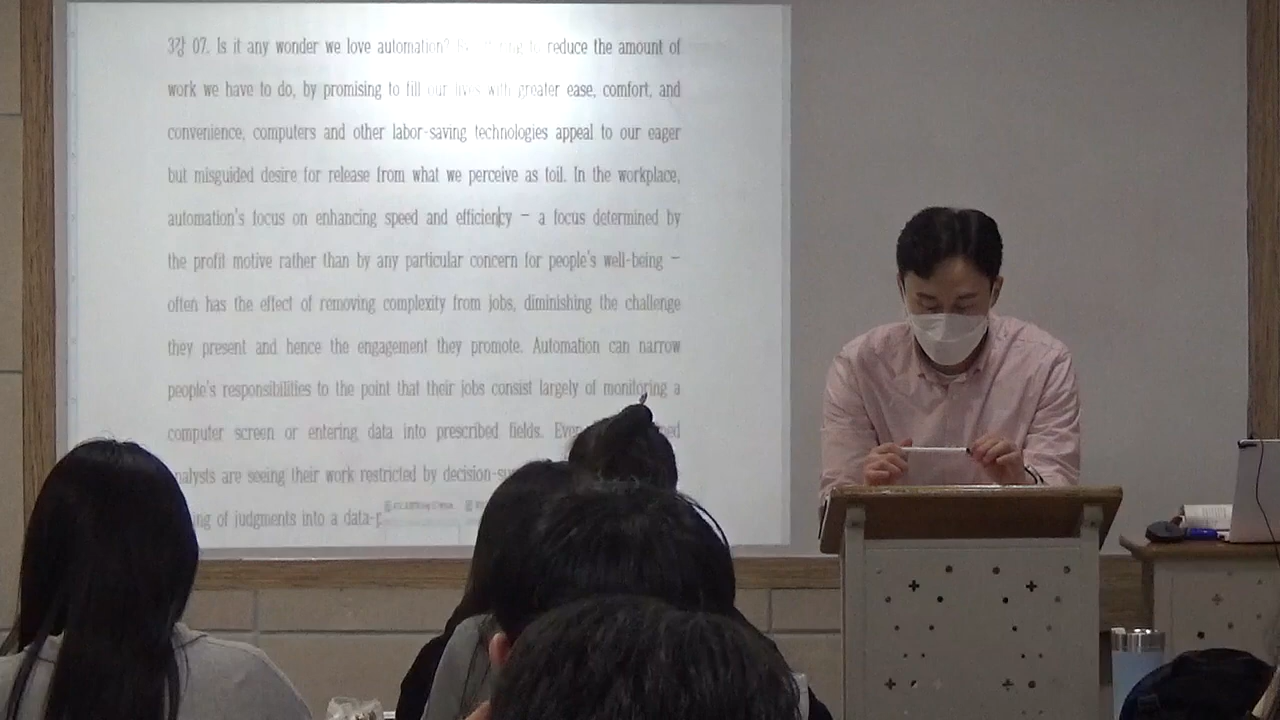 3강 07. Is it any wonder we love automation? reduce the amount of
work we have to do, by promising to fill our lives with greater ease, comfort, and
convenience, computers and other labor-saving technologies appeal to our eager
but misguided desire for release from what we perceive as toil. In the workplace,
automation's focus on enhancing speed and efficiency – a focus determined by
the profit motive rather than by any particular concern for people's well-being –
often has the effect of removing complexity from jobs, diminishing the challenge
they present and hence the engagement they promote. Automation can narrow
people's responsibilities to the point that their jobs consist largely of monitoring a
computer screen or entering data into prescribed fields.
analysts are seeing their work restricted by
of judgments into a